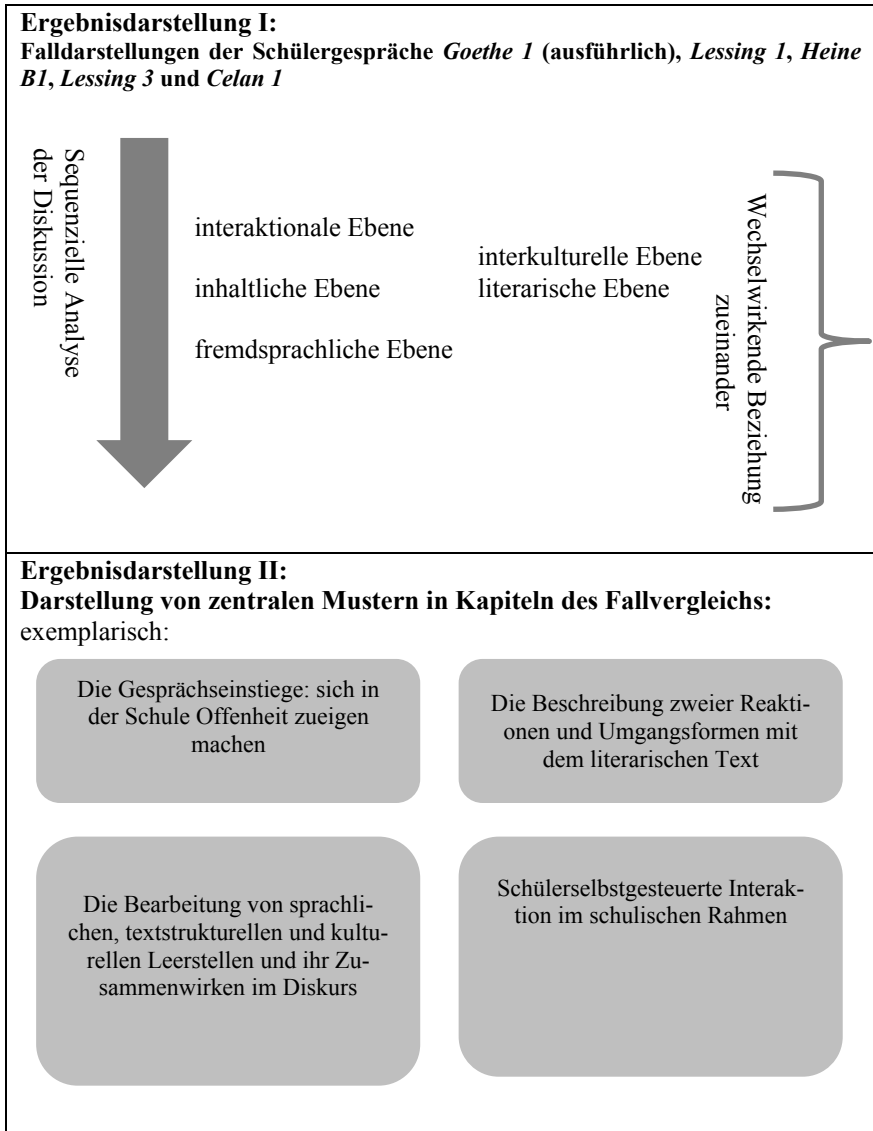 Ergebnisdarstellung I:
Falldarstellungen der Schülergespräche Goethe 1 (ausführlich), Lessing 1, Heine
B1, Lessing 3 und Celan 1
Sequenzielle Analyse
der Diskussion
interaktionale Ebene
inhaltliche Ebene
fremdsprachliche Ebene
interkulturelle Ebene
literarische Ebene
Wechselwirkende Beziehung
zueinander
Ergebnisdarstellung II:
Darstellung von zentralen Mustern in Kapiteln des Fallvergleichs:
exemplarisch:
Die Gesprächseinstiege: sich in
der Schule Offenheit zueigen
machen
Die Beschreibung zweier Reakti-
onen und Umgangsformen mit
dem literarischen Text
Die Bearbeitung von sprachli-
chen, textstrukturellen und kultu-
rellen Leerstellen und ihr Zu-
sammenwirken im Diskurs
Schülerselbstgesteuerte Interak-
tion im schulischen Rahmen